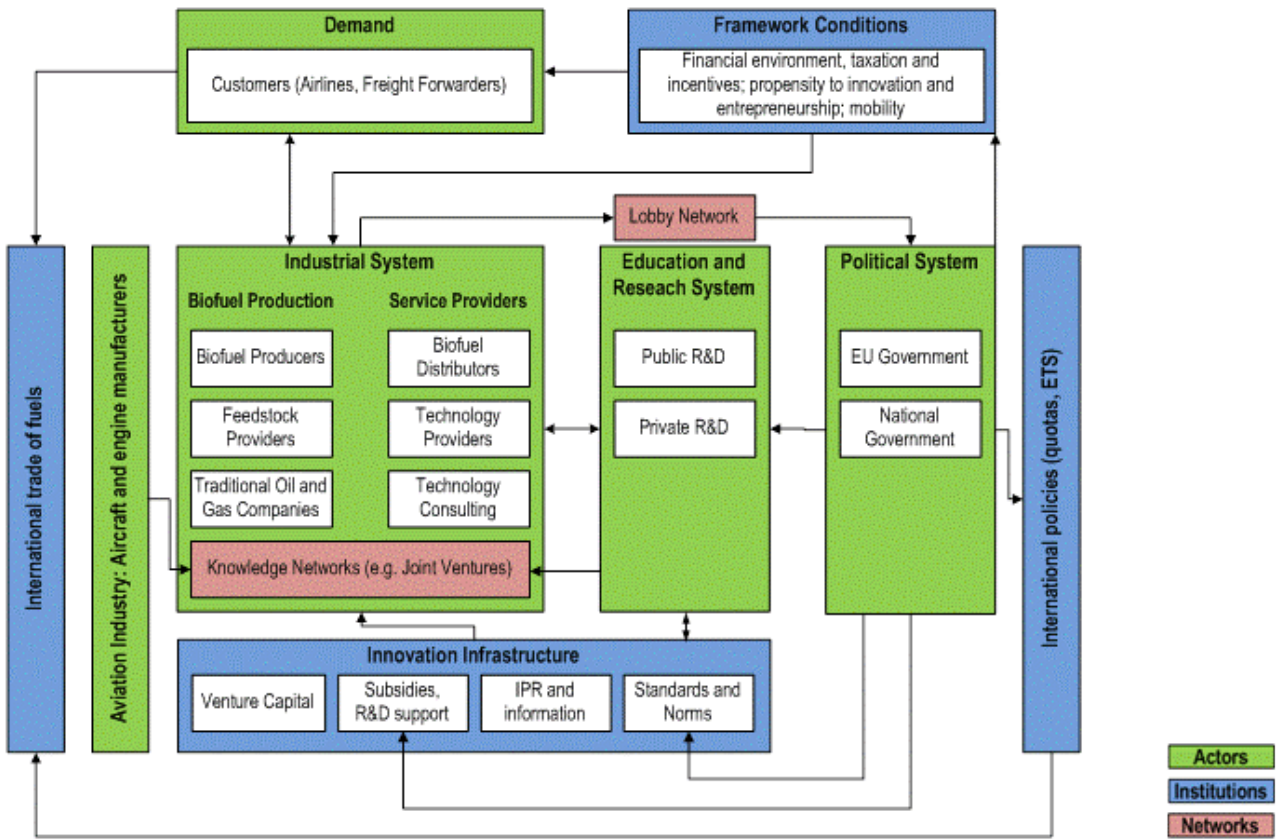 Demand
Customers (Airlines, Freight Forwarders)
Framework Conditions
Financial environment, taxation and
incentives; propensity to innovation and
entrepreneurship; mobility
Lobby Network
International trade of fuels
Aviation Industry: Aircraft and engine manufacturers
Industrial System
Biofuel Production
Service Providers
Biofuel Producers
Biofuel
Distributors
Feedstock
Providers
Technology
Providers
Traditional Oil and
Gas Companies
Technology
Consulting
Knowledge Networks (e.g. Joint Ventures)
Education and
Reseach System
Public R&D
Private R&D
Political System
EU Government
National
Government
International policies (quotas, ETS)
Innovation Infrastructure
Venture Capital
Subsidies,
R&D support
IPR and
information
Standards and
Norms
Actors
Institutions
Networks